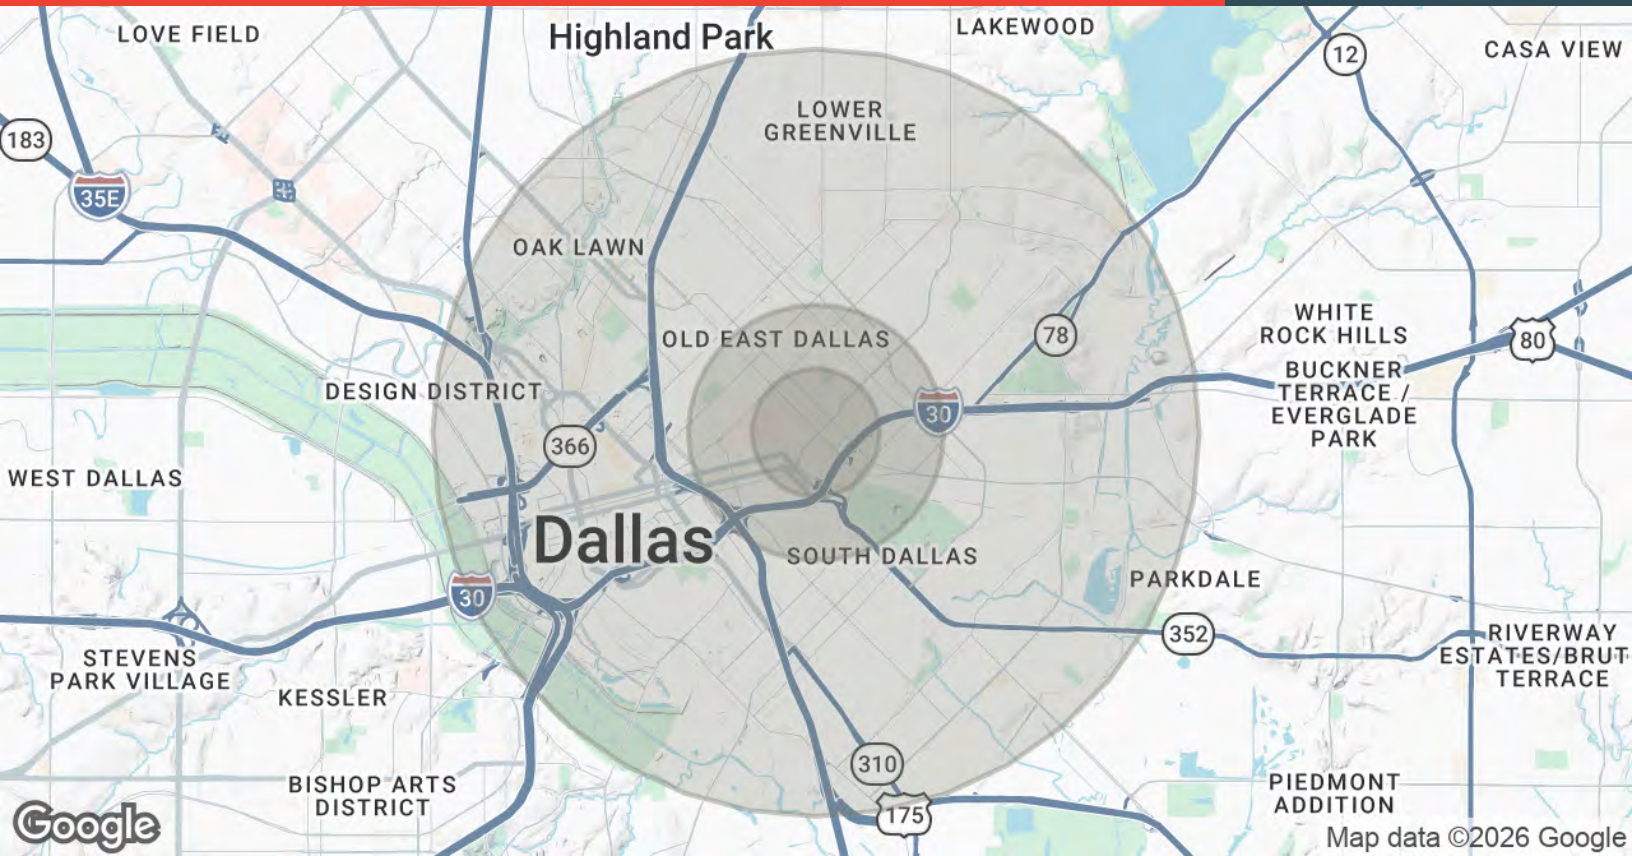 LOVE FIELD
Highland Park
LAKEWOOD
12
CASA VIEW
LOWER
GREENVILLE
183
35E
OAK LAWN
WHITE
ROCK HILLS
OLD EAST DALLAS
78
80
BUCKNER
TERRACE /
EVERGLADE
PARK
DESIGN DISTRICT
30
366
WEST DALLAS
Dallas
SOUTH DALLAS
PARKDALE
30
352
RIVERWAY
ESTATES/BRUT
TERRACE
STEVENS
PARK VILLAGE
KESSLER
310
BISHOP ARTS
DISTRICT
PIEDMONT
ADDITION
175
Google
Map data ©2026 Google